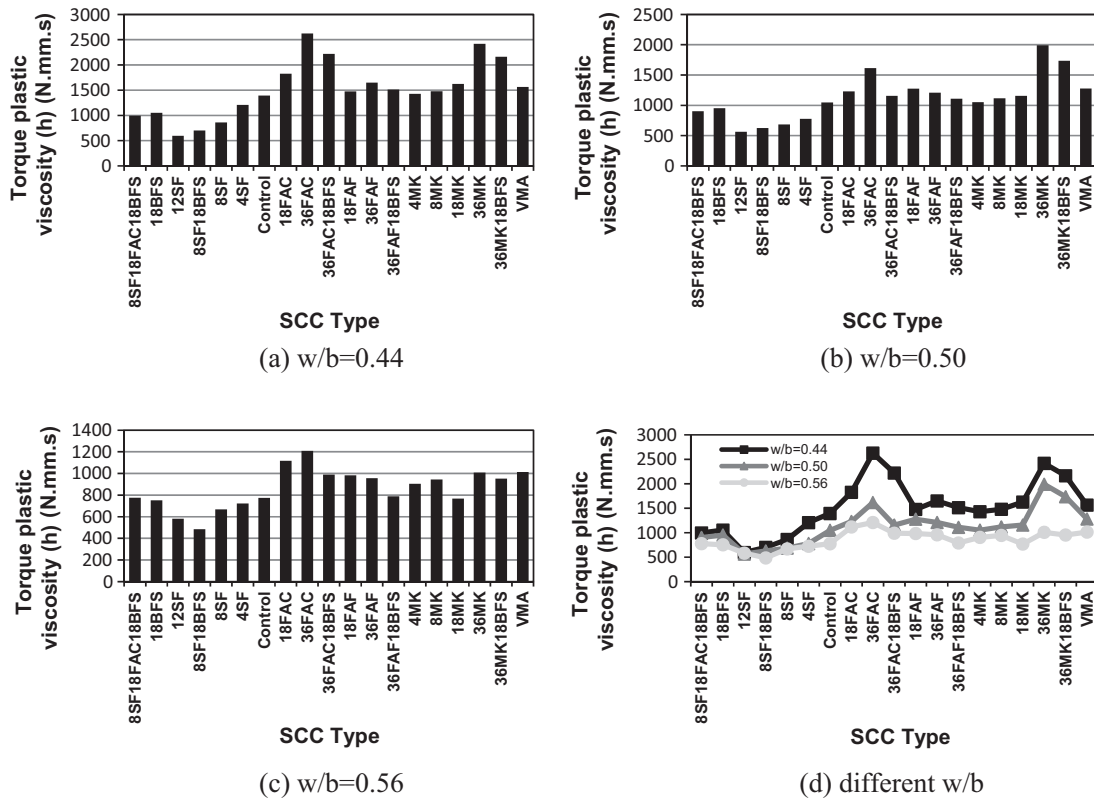 Torque plastic
viscosity (h) (N.mm.s)
3000
2500
2000
1500
1000
500
0
8SF18FAC18BFS
18BFS
12SF
8SF18BFS
8SF
4SF
Control
18FAC
36FAC
36FAC18BFS
18FAF
36FAF
36FAF18BFS
4MK
8MK
18MK
36MK
36MK18BFS
VMA
SCC Type
(a) w/b=0.44
Torque plastic
viscosity (h) (N.mm.s)
2500
2000
1500
1000
500
0
8SF18FAC18BFS
18BFS
12SF
8SF18BFS
8SF
4SF
Control
18FAC
36FAC
36FAC18BFS
18FAF
36FAF
36FAF18BFS
4MK
8MK
18MK
36MK
36MK18BFS
VMA
SCC Type
(b) w/b=0.50
Torque plastic
viscosity (h) (N.mm.s)
1400
1200
1000
800
600
400
200
0
8SF18FAC18BFS
18BFS
12SF
8SF18BFS
8SF
4SF
Control
18FAC
36FAC
36FAC18BFS
18FAF
36FAF
36FAF18BFS
4MK
8MK
18MK
36MK
36MK18BFS
VMA
SCC Type
(c) w/b=0.56
Torque plastic
viscosity (h) (N.mm.s)
3000
2500
2000
1500
1000
500
0
w/b=0.44
w/b=0.50
w/b=0.56
8SF18FAC18BFS
18BFS
12SF
8SF18BFS
8SF
4SF
Control
18FAC
36FAC
36FAC18BFS
18FAF
36FAF
36FAF18BFS
4MK
8MK
18MK
36MK
36MK18BFS
VMA
SCC Type
(d) different w/b